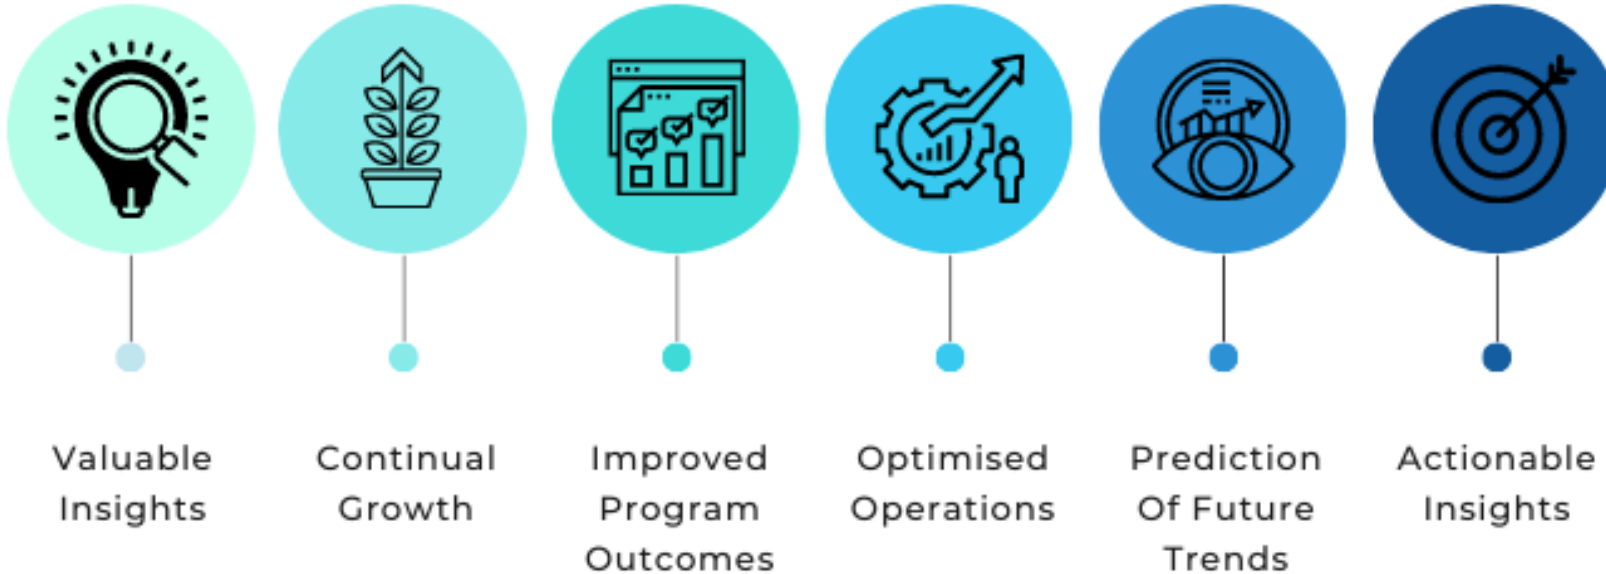 Valuable
Insights
Continual
Growth
Improved
Program
Outcomes
Optimised
Operations
Prediction
Of Future
Trends
Actionable
Insights